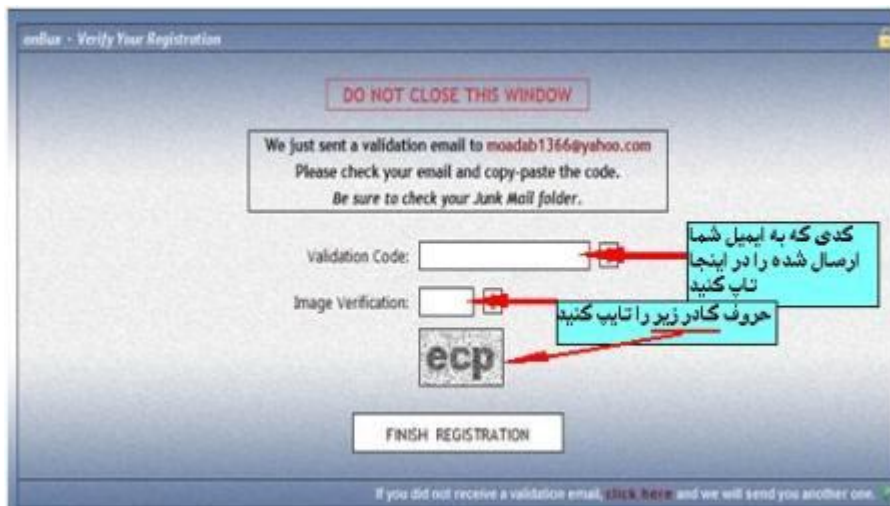 onBux - Verify Your Registration
DO NOT CLOSE THIS WINDOW
We just sent a validation email to moadab1366@yahoo.com
Please check your email and copy-paste the code.
Be sure to check your Junk Mail folder.
Validation Code:
کدی که به ایمیل شما
ارسال شده را در اینجا
تاپ کنید
Image Verification:
حروف کادر زیر را تایپ کنید
ecp
FINISH REGISTRATION
If you did not receive a validation email, click here and we will send you another one.